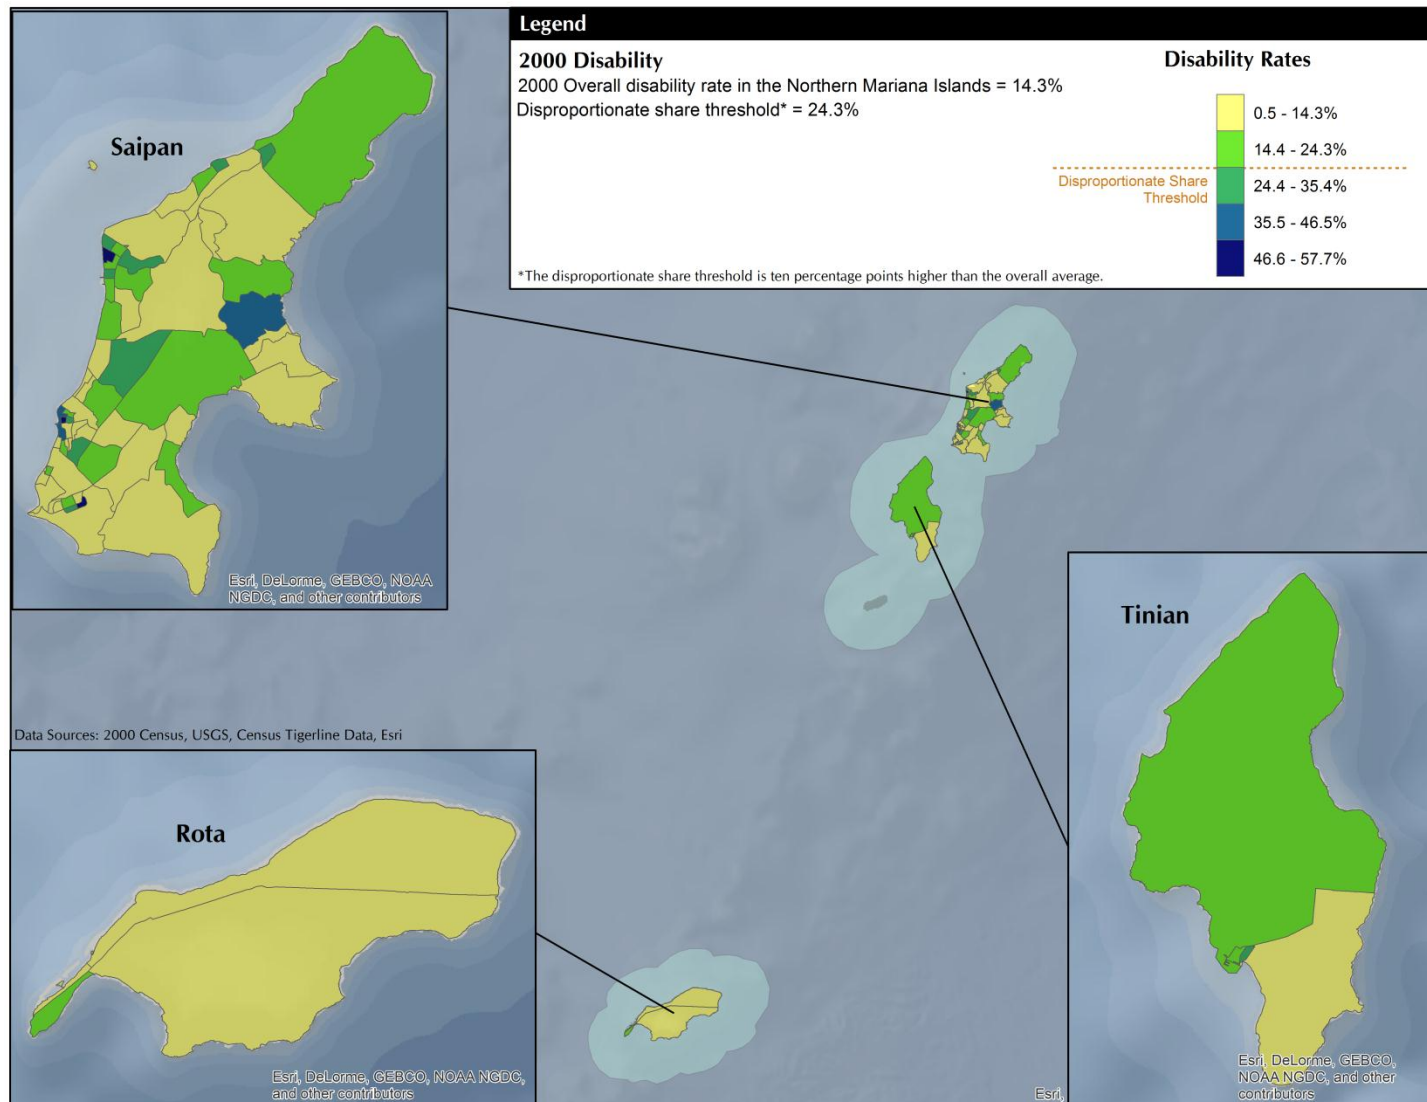 Legend
2000 Disability
2000 Overall disability rate in the Northern Mariana Islands = 14.3%
Disproportionate share threshold* = 24.3%
Disability Rates
0.5 - 14.3%
14.4 - 24.3%
Disproportionate Share
Threshold
24.4 - 35.4%
35.5 - 46.5%
46.6 - 57.7%
*The disproportionate share threshold is ten percentage points higher than the overall average.
Saipan
Esri, DeLorme, GEBCO, NOAA
NGDC, and other contributors
Tinian
Esri, DeLorme, GEBCO,
NOAA NGDC, and other
contributors
Data Sources: 2000 Census, USGS, Census Tigerline Data, Esri
Rota
Esri, DeLorme, GEBCO, NOAA NGDC,
and other contributors
Esri,